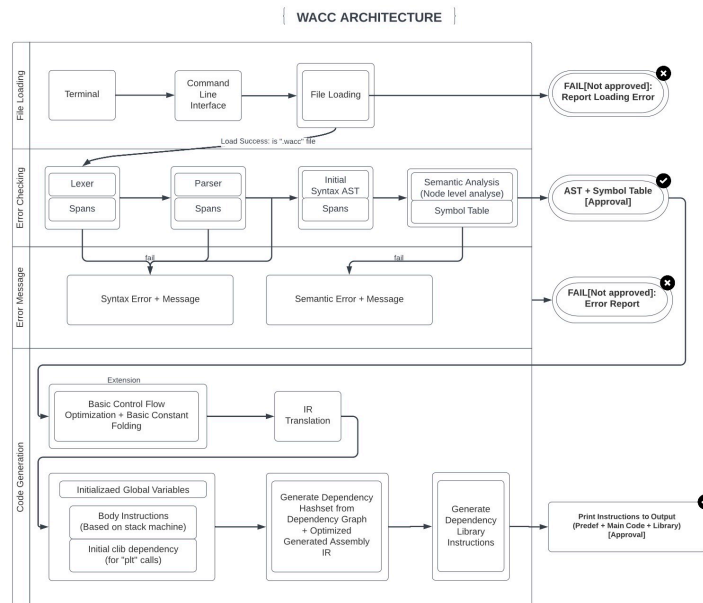 WACC ARCHITECTURE
File Loading
Terminal
Command
Line
Interface
File Loading
FAIL[Not approved]:
Report Loading Error
Load Success: is ".wacc" file
Error Checking
Lexer
Spans
Parser
Spans
Initial
Syntax AST
Spans
Semantic Analysis
(Node level analyse)
Symbol Table
AST + Symbol Table
[Approval]
Error Message
fail
fail
Syntax Error + Message
Semantic Error + Message
FAIL[Not approved]:
Error Report
Code Generation
Extension
Basic Control Flow
Optimization + Basic Constant
Folding
IR
Translation
Initializaed Global Variables
Body Instructions
(Based on stack machine)
Initial clib dependency
(for "plt" calls)
Generate Dependency
Hashset from
Dependency Graph
+ Optimized
Generated Assembly
IR
Generate
Dependency
Library
Instructions
Print Instructions to Output
(Predef + Main Code + Library)
[Approval]